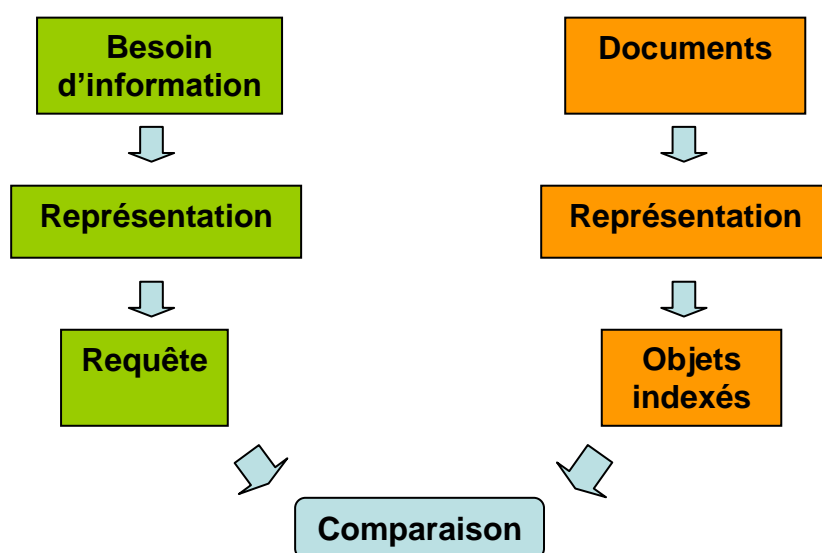 Besoin
d’information
Documents
Représentation
Représentation
Requête
Objets
indexés
Comparaison